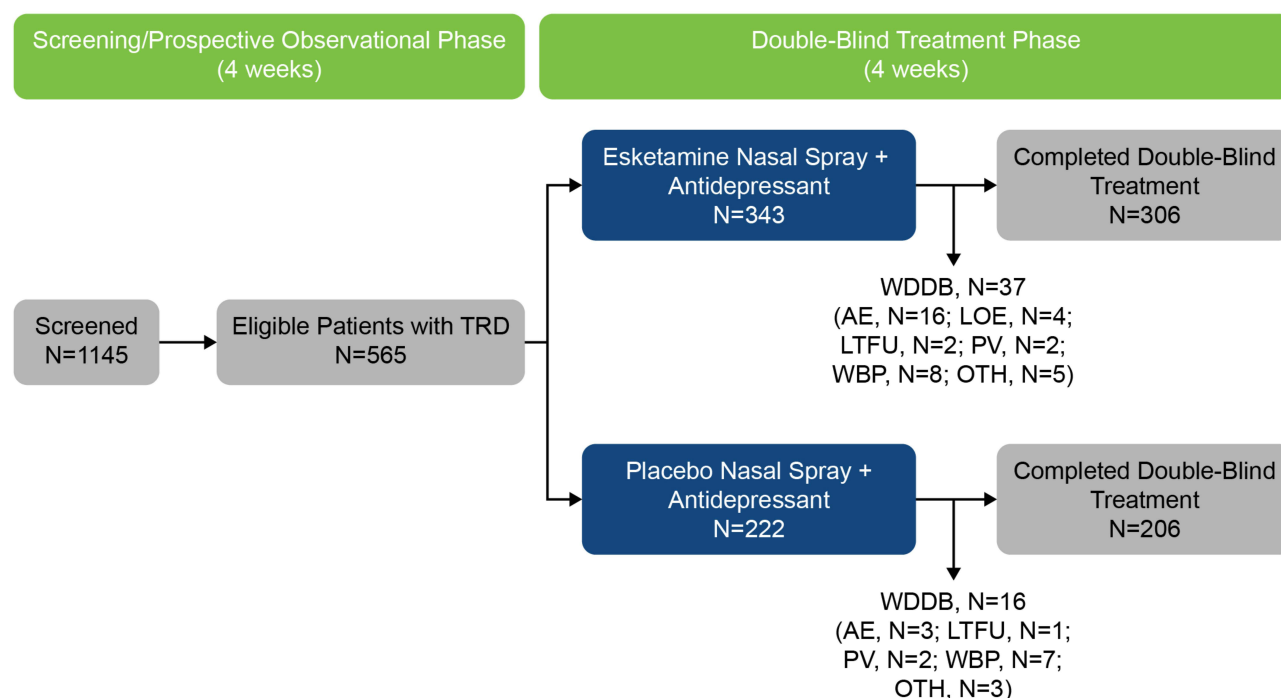 Screening/Prospective Observational Phase
(4 weeks)
Double-Blind Treatment Phase
(4 weeks)
Esketamine Nasal Spray +
Antidepressant
N=343
Completed Double-Blind
Treatment
N=306
WDDB, N=37
(AE, N=16; LOE, N=4;
LTFU, N=2; PV, N=2;
WBP, N=8; OTH, N=5)
Screened
N=1145
Eligible Patients with TRD
N=565
Placebo Nasal Spray +
Antidepressant
N=222
Completed Double-Blind
Treatment
N=206
WDDB, N=16
(AE, N=3; LTFU, N=1;
PV, N=2; WBP, N=7;
OTH, N=3)